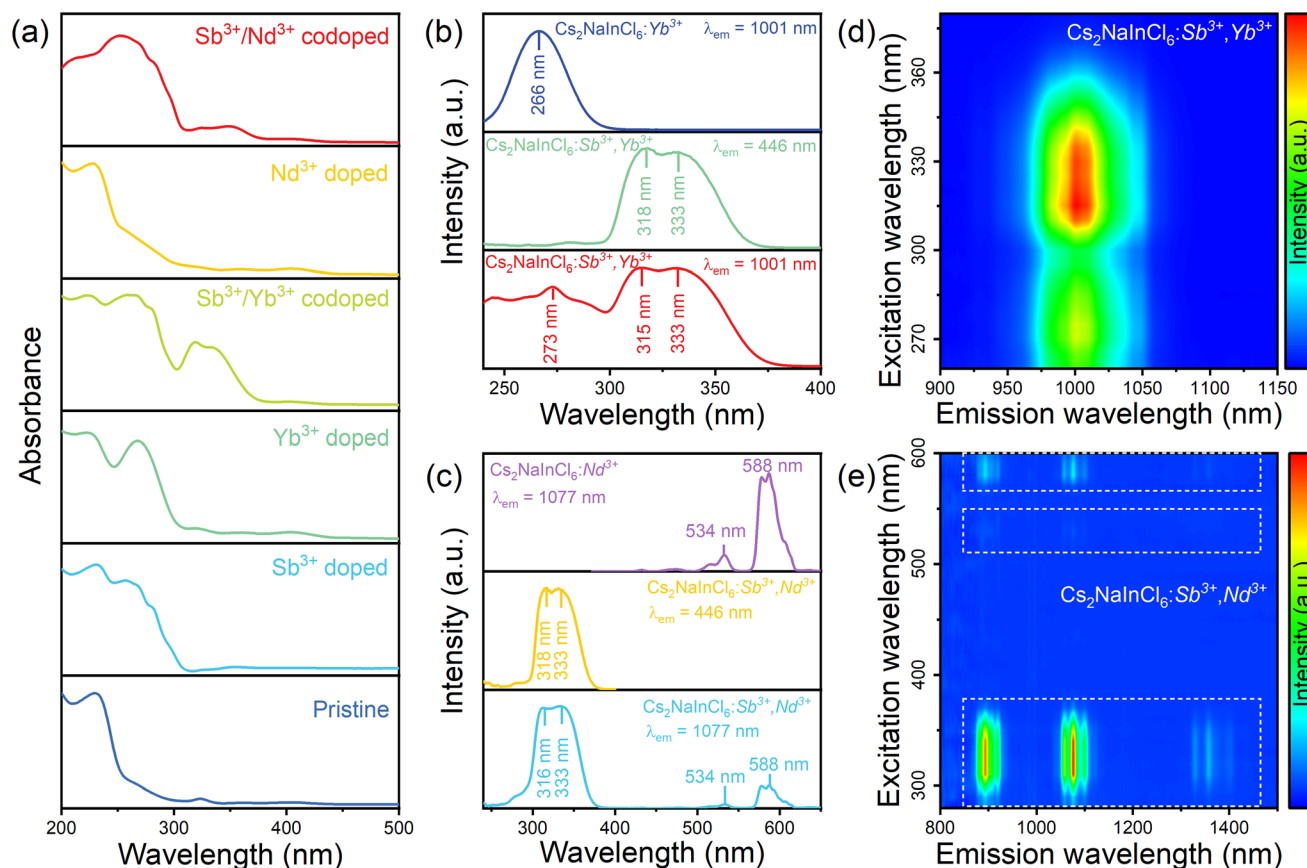 (a)
Sb³⁺/Nd³⁺ codoped
Nd³⁺ doped
Sb³⁺/Yb³⁺ codoped
Yb³⁺ doped
Sb³⁺ doped
Pristine
Absorbance
200 300 400 500
Wavelength (nm)
(b)
Cs₂NaInCl₆:Yb³⁺ λem = 1001 nm
266 nm
Cs₂NaInCl₆:Sb³⁺,Yb³⁺ λem = 446 nm
318 nm
333 nm
Cs₂NaInCl₆:Sb³⁺,Yb³⁺ λem = 1001 nm
273 nm
315 nm
333 nm
Intensity (a.u.)
250 300 350 400
Wavelength (nm)
(c)
Cs₂NaInCl₆:Nd³⁺
λem = 1077 nm
534 nm
588 nm
Cs₂NaInCl₆:Sb³⁺,Nd³⁺
λem = 446 nm
318 nm
333 nm
Cs₂NaInCl₆:Sb³⁺,Nd³⁺
λem = 1077 nm
316 nm
333 nm
534 nm
588 nm
Intensity (a.u.)
300 400 500 600
Wavelength (nm)
(d)
Cs₂NaInCl₆:Sb³⁺,Yb³⁺
Excitation wavelength (nm)
360
330
300
270
900 950 1000 1050 1100 1150
Emission wavelength (nm)
Intensity (a.u.)
(e)
Cs₂NaInCl₆:Sb³⁺,Nd³⁺
Excitation wavelength (nm)
600
500
400
300
800 1000 1200 1400
Emission wavelength (nm)
Intensity (a.u.)